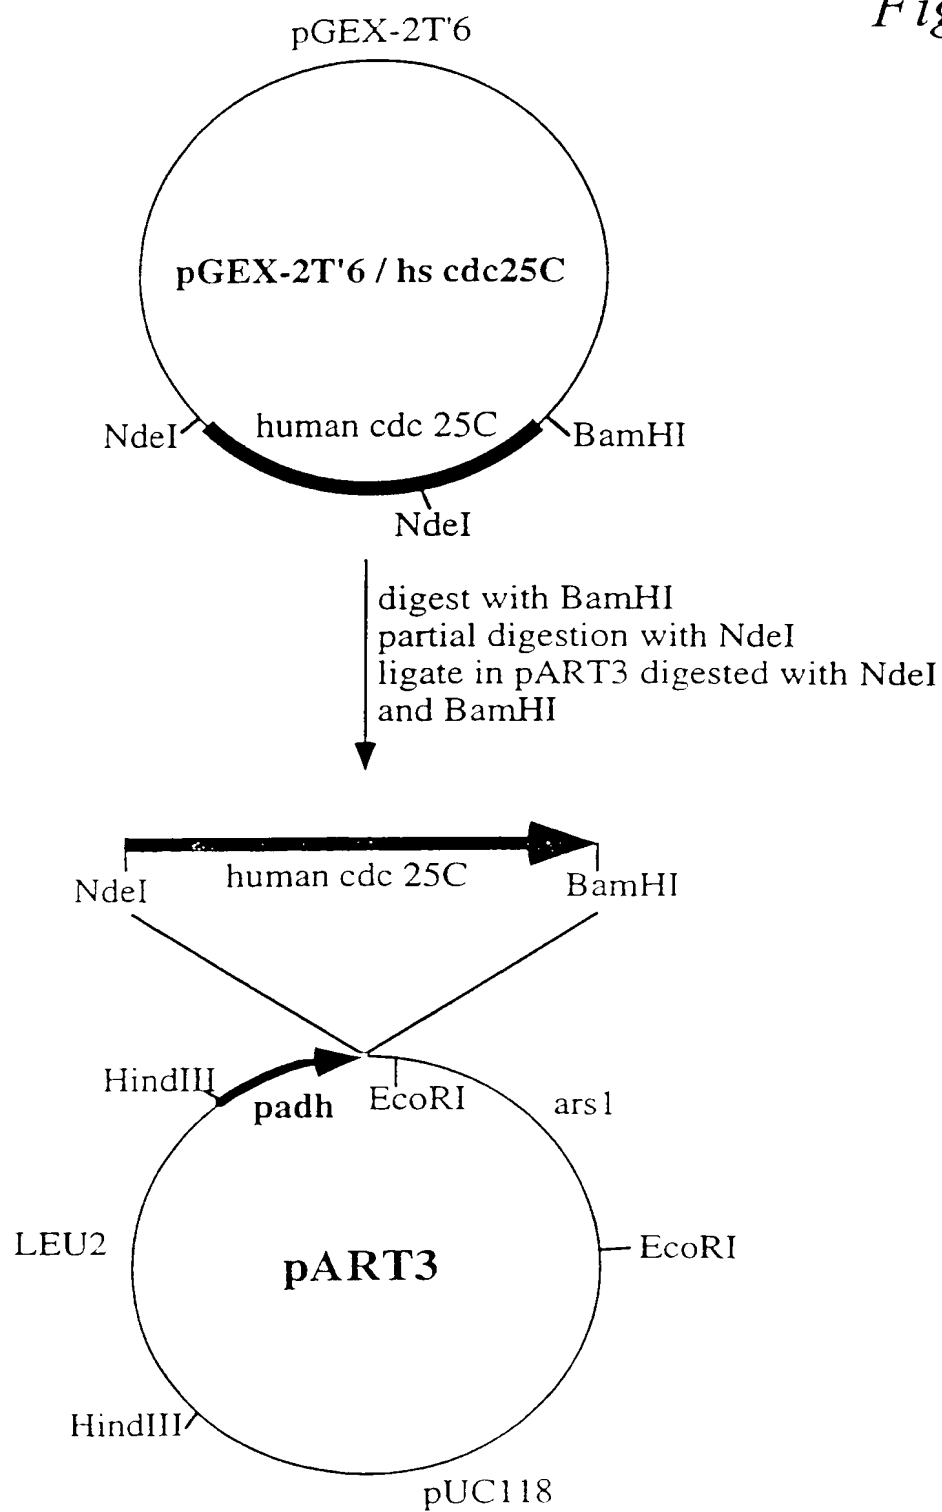 Fig
pGEX-2T'6
pGEX-2T'6 / hs cdc25C
NdeI
human cdc 25C
BamHI
NdeI
digest with BamHI
partial digestion with NdeI
ligate in pART3 digested with NdeI
and BamHI
NdeI
human cdc 25C
BamHI
HindIII
padh
EcoRI
ars1
LEU2
pART3
EcoRI
HindIII
pUC118